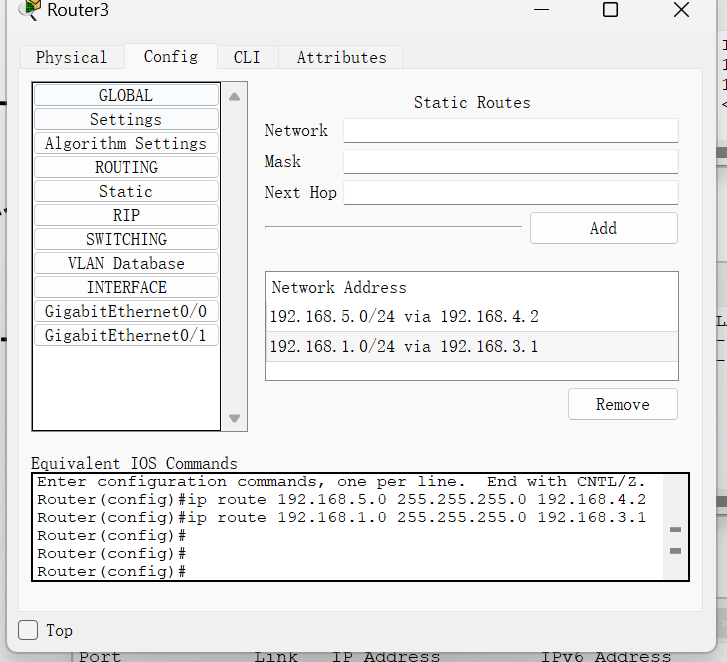 Router3
Physical Config CLI Attributes
GLOBAL
Settings
Algorithm Settings
ROUTING
Static
RIP
SWITCHING
VLAN Database
INTERFACE
GigabitEthernet0/0
GigabitEthernet0/1
Static Routes
Network
Mask
Next Hop
Add
Network Address
192.168.5.0/24 via 192.168.4.2
192.168.1.0/24 via 192.168.3.1
Remove
Equivalent IOS Commands
Enter configuration commands, one per line.  End with CNTL/Z.
Router(config)#ip route 192.168.5.0 255.255.255.0 192.168.4.2
Router(config)#ip route 192.168.1.0 255.255.255.0 192.168.3.1
Router(config)#
Router(config)#
Router(config)#
Top
Port Link IP Address IPv6 Address